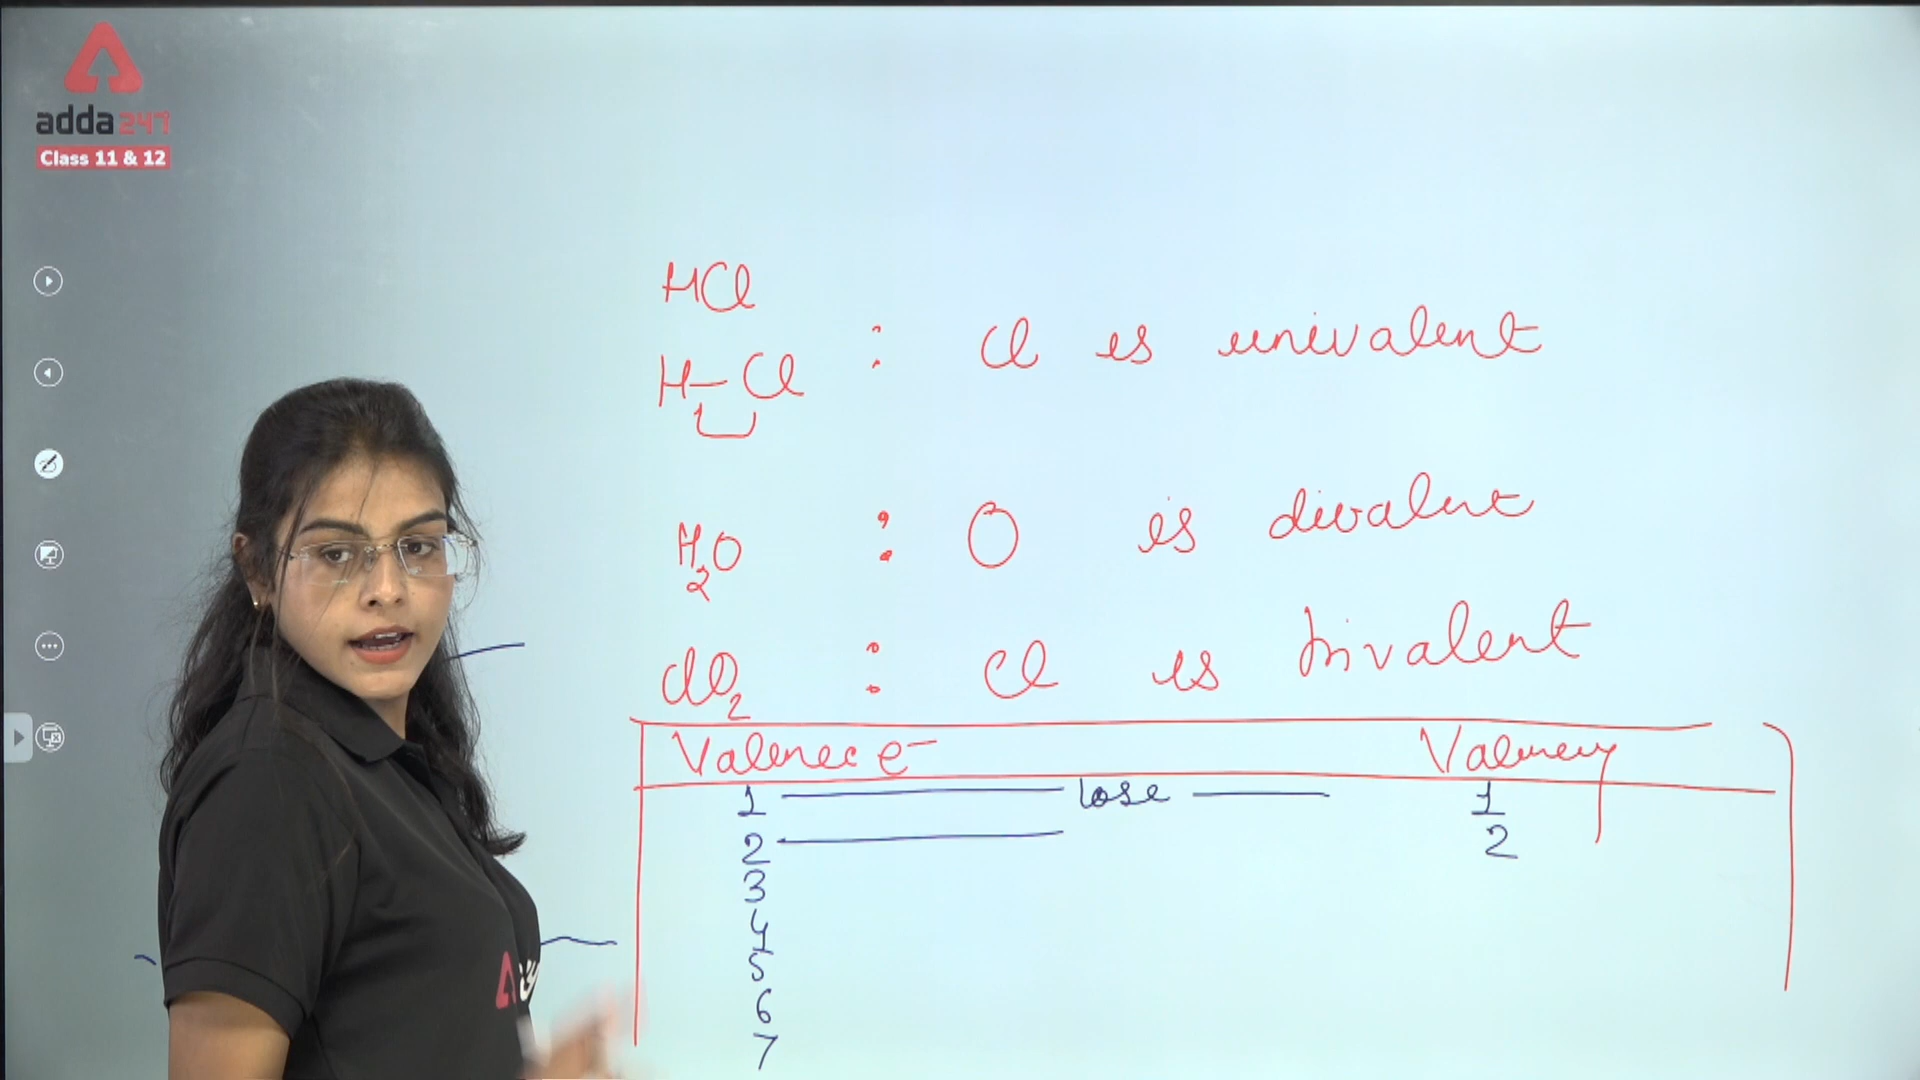 adda247
Class 11 & 12
HCl
H-Cl : Cl is univalent
H2O : O is divalent
ClO2 : Cl is trivalent
Valence e- Valency
1 lose 1
2 2
3
4
5
6
7